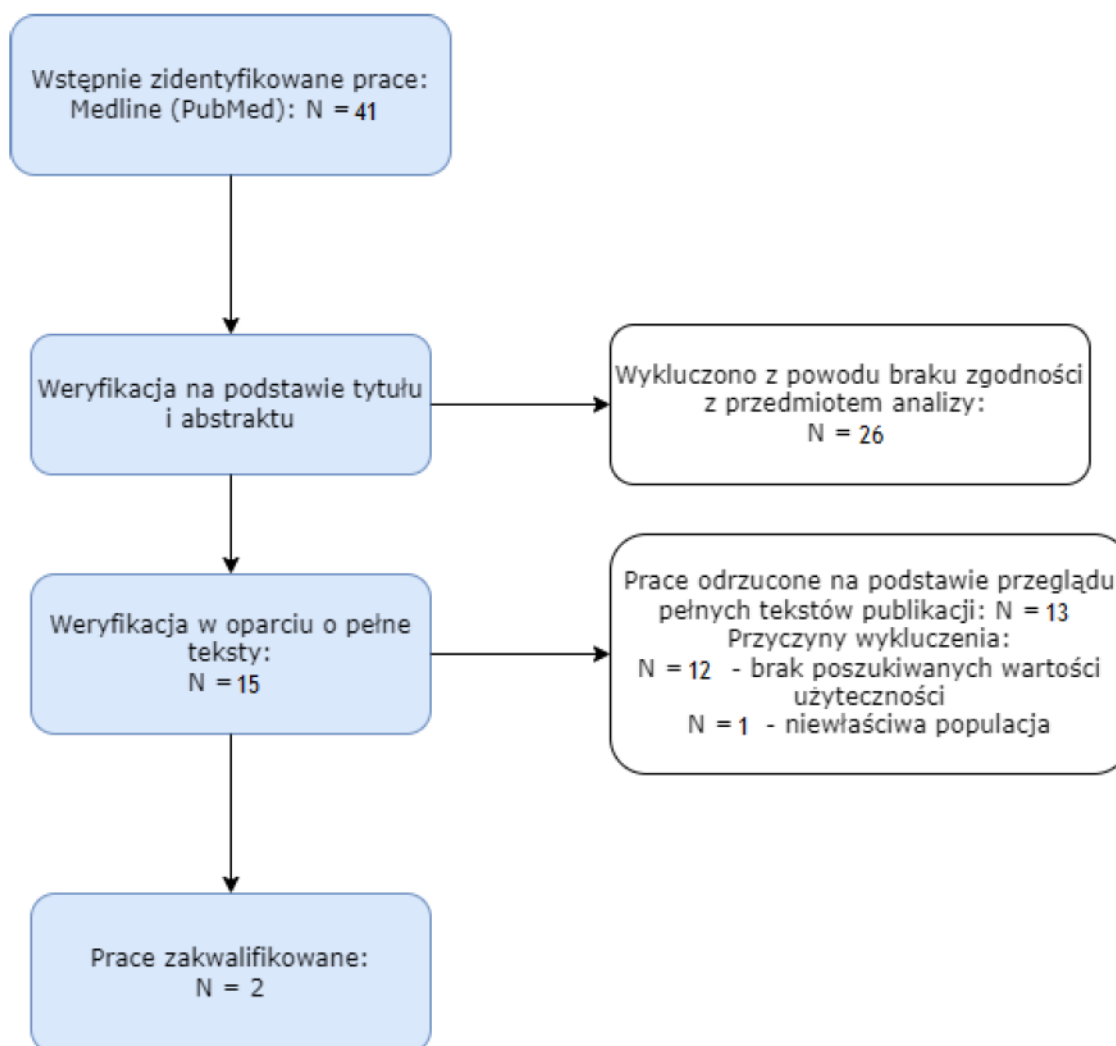 Wstępnie zidentyfikowane prace:
Medline (PubMed): N = 41
Weryfikacja na podstawie tytułu
i abstraktu
Wykluczono z powodu braku zgodności
z przedmiotem analizy:
N = 26
Weryfikacja w oparciu o pełne
teksty:
N = 15
Prace odrzucone na podstawie przeglądu
pełnych tekstów publikacji: N = 13
Przyczyny wykluczenia:
N = 12 - brak poszukiwanych wartości
użyteczności
N = 1 - niewłaściwa populacja
Prace zakwalifikowane:
N = 2